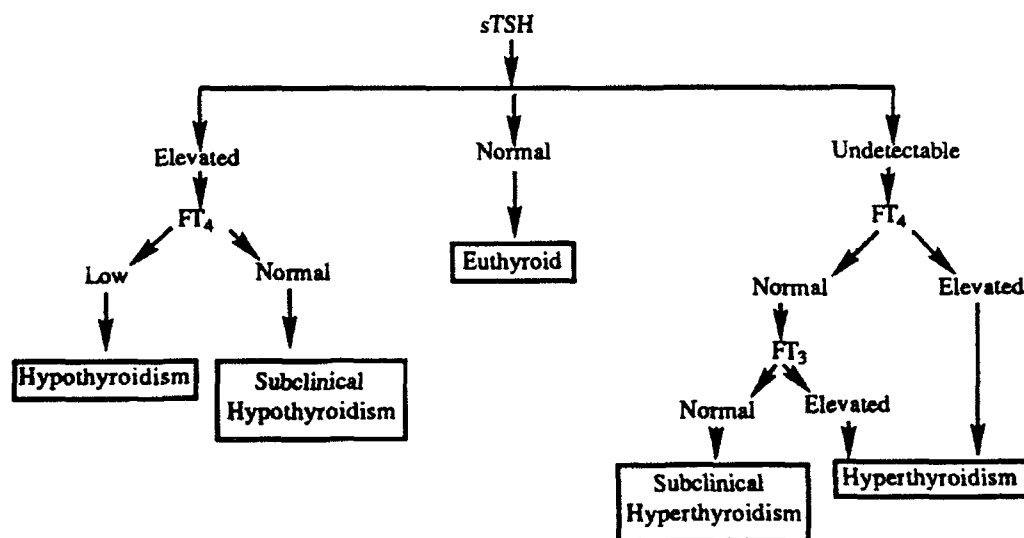 sTSH
Elevated
Normal
Undetectable
FT4
FT4
Low
Normal
Euthyroid
Normal
Elevated
Hypothyroidism
Subclinical
Hypothyroidism
FT3
Normal
Elevated
Subclinical
Hyperthyroidism
Hyperthyroidism